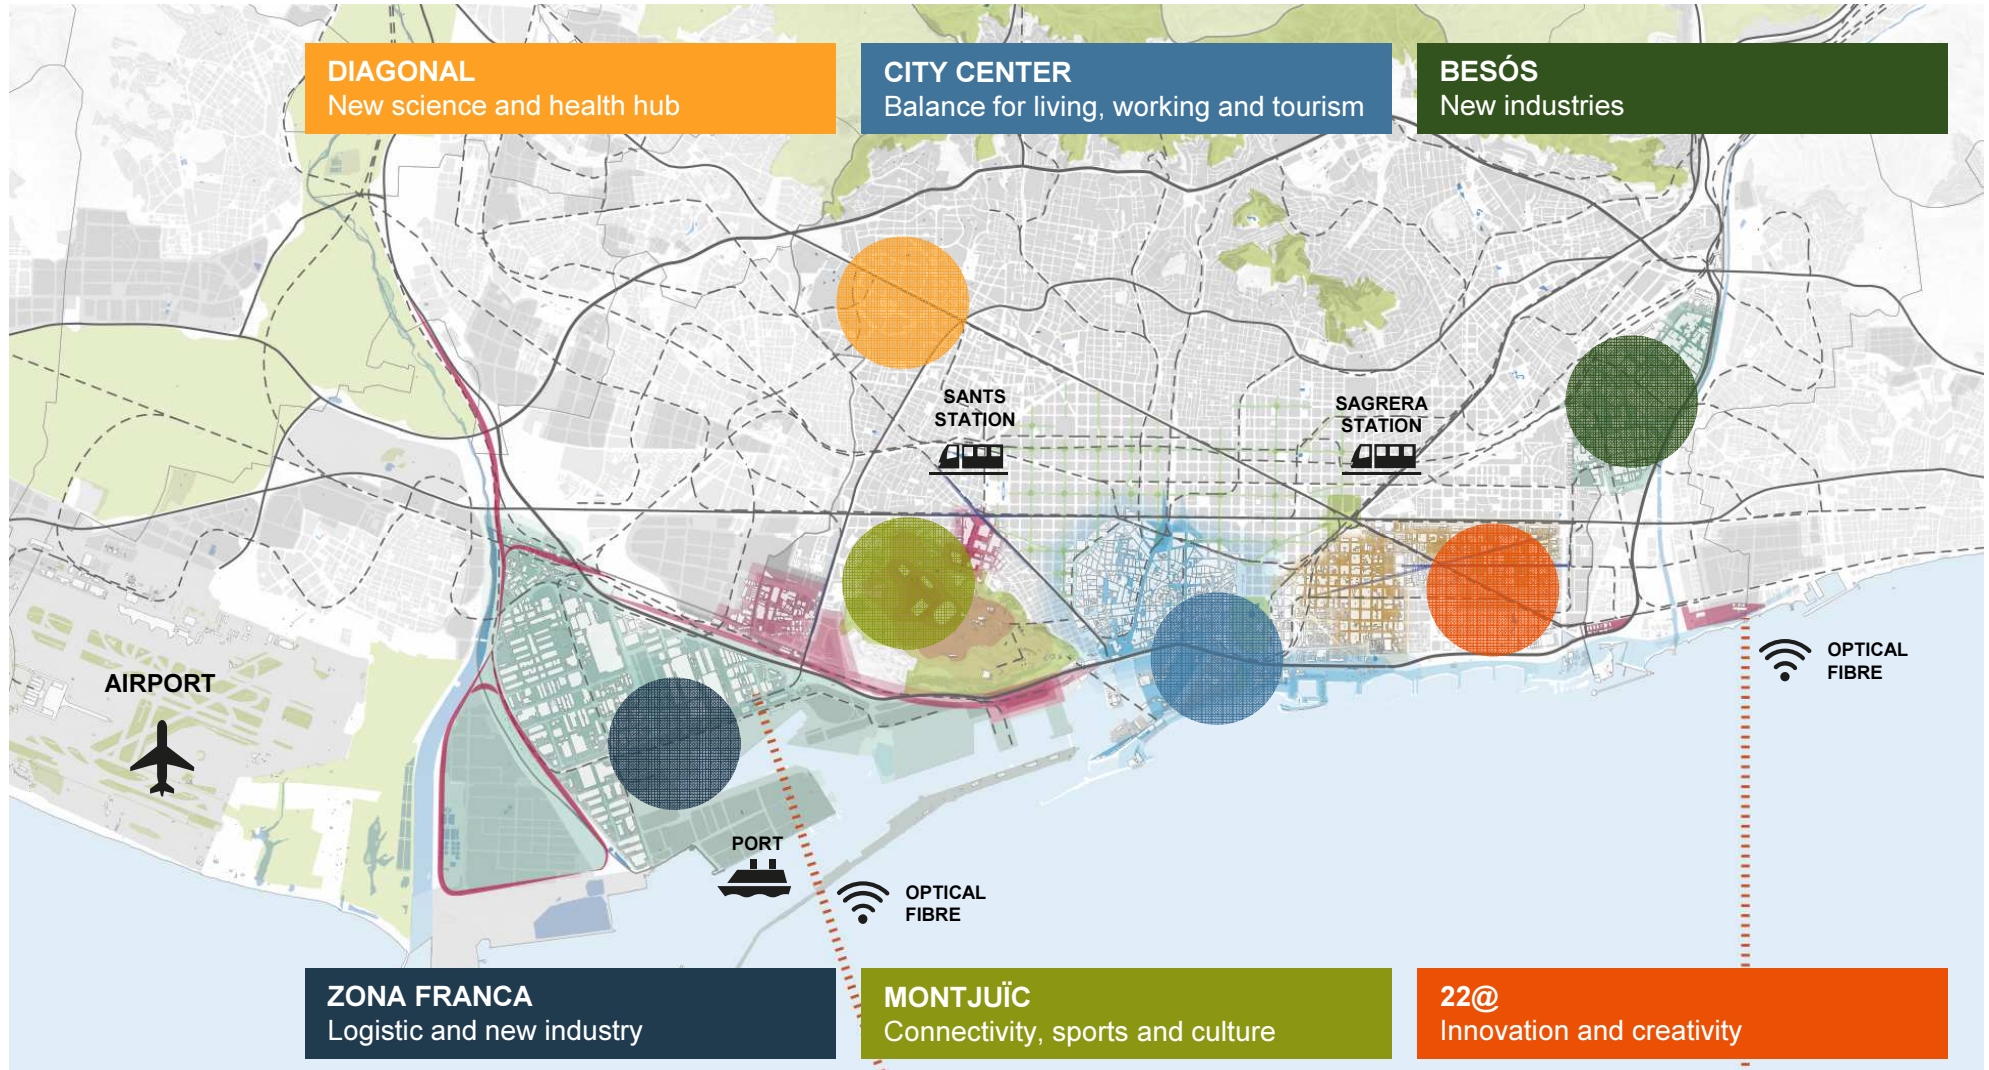 DIAGONAL
New science and health hub
CITY CENTER
Balance for living, working and tourism
BESÓS
New industries
SANTS
STATION
SAGRERA
STATION
OPTICAL
FIBRE
AIRPORT
PORT
OPTICAL
FIBRE
ZONA FRANCA
Logistic and new industry
MONTJUÏC
Connectivity, sports and culture
22@
Innovation and creativity